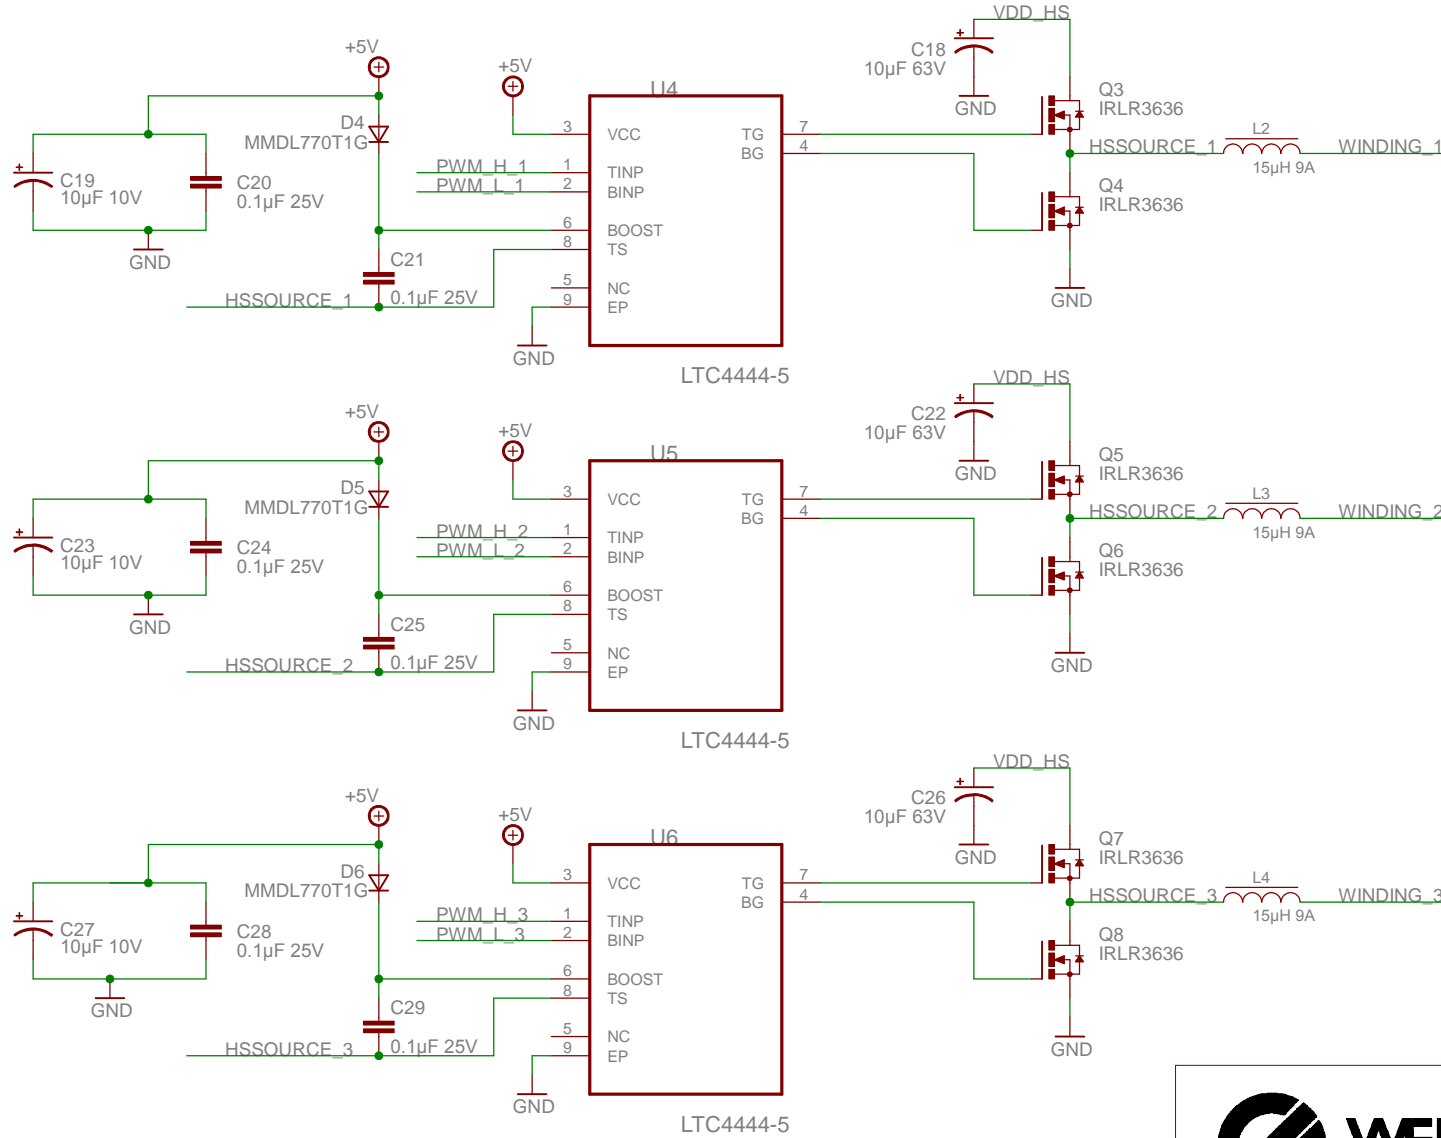 VDD_HS
+5V
+5V
C18
10µF 63V
GND
U4
D4
MMDL770T1G
3 VCC
TG 7
BG 4
Q3
IRLR3636
HSSOURCE_1
L2
15µH 9A
WINDING_1
PWM_H_1
1 TINP
PWM_L_1
2 BINP
C19
10µF 10V
C20
0.1µF 25V
Q4
IRLR3636
6 BOOST
8 TS
GND
C21
0.1µF 25V
HSSOURCE_1
5 NC
9 EP
GND
GND
LTC4444-5
VDD_HS
+5V
+5V
C22
10µF 63V
GND
U5
D5
MMDL770T1G
3 VCC
TG 7
BG 4
Q5
IRLR3636
HSSOURCE_2
L3
15µH 9A
WINDING_2
PWM_H_2
1 TINP
PWM_L_2
2 BINP
C23
10µF 10V
C24
0.1µF 25V
Q6
IRLR3636
6 BOOST
8 TS
GND
C25
0.1µF 25V
HSSOURCE_2
5 NC
9 EP
GND
GND
LTC4444-5
VDD_HS
+5V
+5V
C26
10µF 63V
GND
U6
D6
MMDL770T1G
3 VCC
TG 7
BG 4
Q7
IRLR3636
HSSOURCE_3
L4
15µH 9A
WINDING_3
PWM_H_3
1 TINP
PWM_L_3
2 BINP
C27
10µF 10V
C28
0.1µF 25V
Q8
IRLR3636
6 BOOST
8 TS
GND
C29
0.1µF 25V
HSSOURCE_3
5 NC
9 EP
GND
GND
LTC4444-5